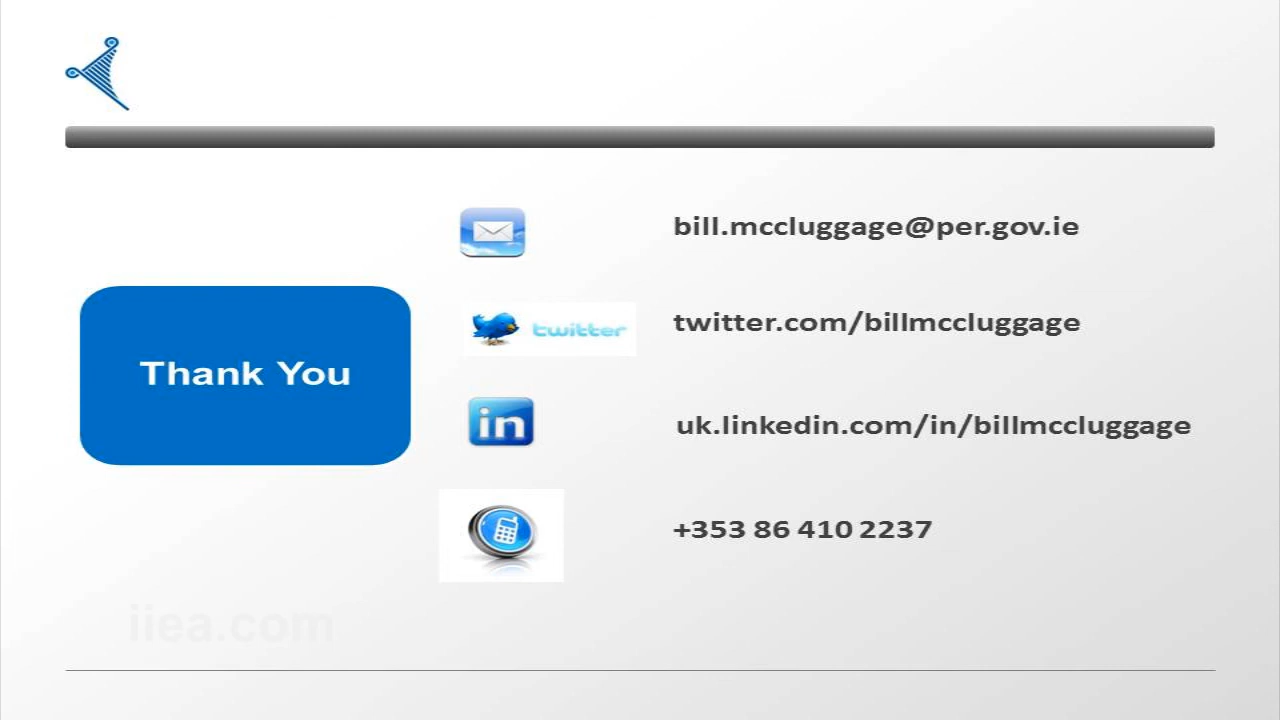 bill.mccluggage@per.gov.ie
twitter
twitter.com/billmccluggage
Thank You
in
uk.linkedin.com/in/billmccluggage
+353 86 410 2237
iiea.com